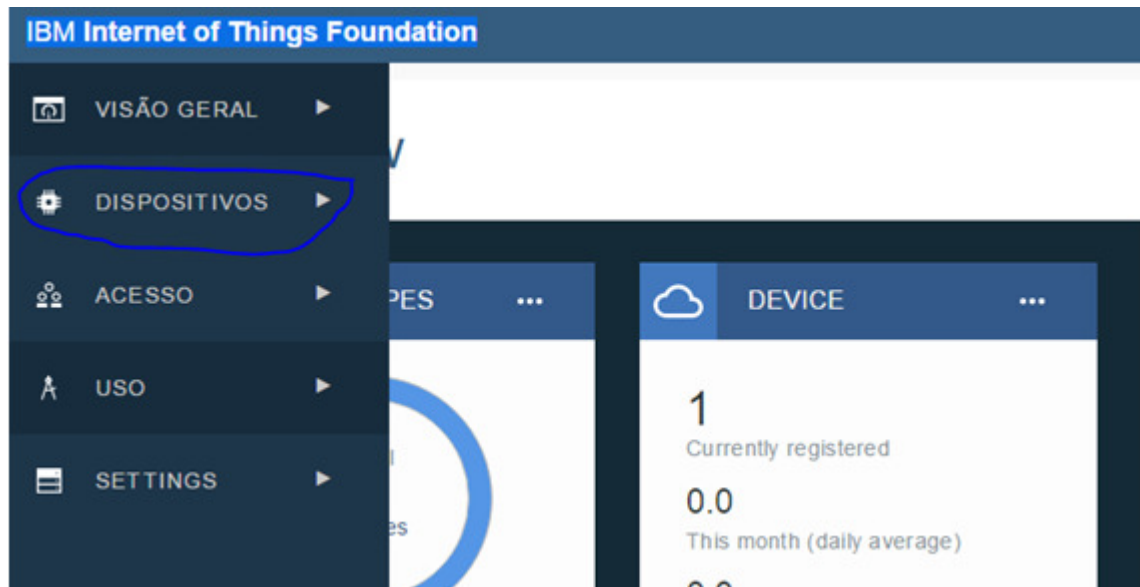 IBM Internet of Things Foundation
VISÃO GERAL
DISPOSITIVOS
ACESSO
PES
DEVICE
USO
1
Currently registered
SETTINGS
es
0.0
This month (daily average)